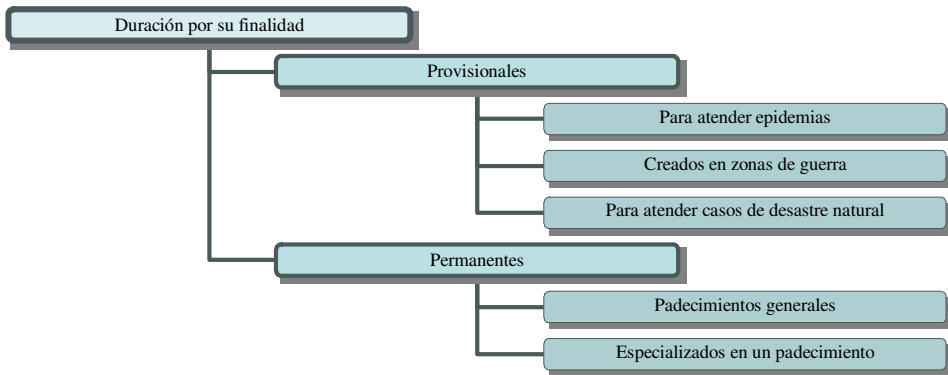 Duración por su finalidad
Provisionales
Para atender epidemias
Creados en zonas de guerra
Para atender casos de desastre natural
Permanentes
Padecimientos generales
Especializados en un padecimiento